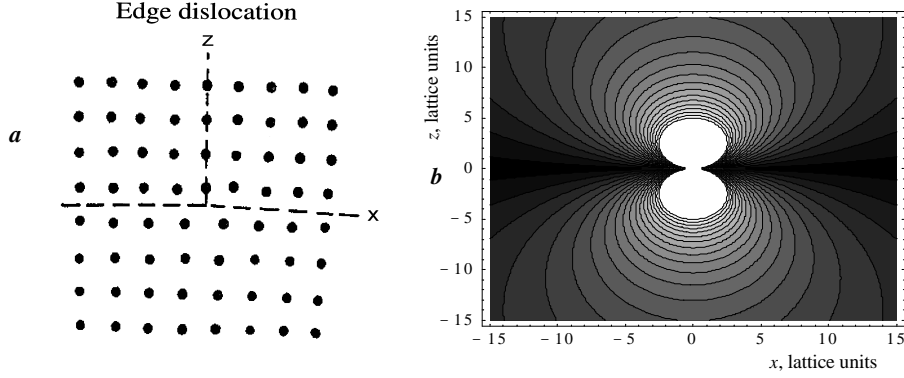 Edge dislocation
z
a
x
15
10
5
0
− 5
− 10
− 15
z, lattice units
b
− 15
− 10
− 5
0
5
10
15
x, lattice units